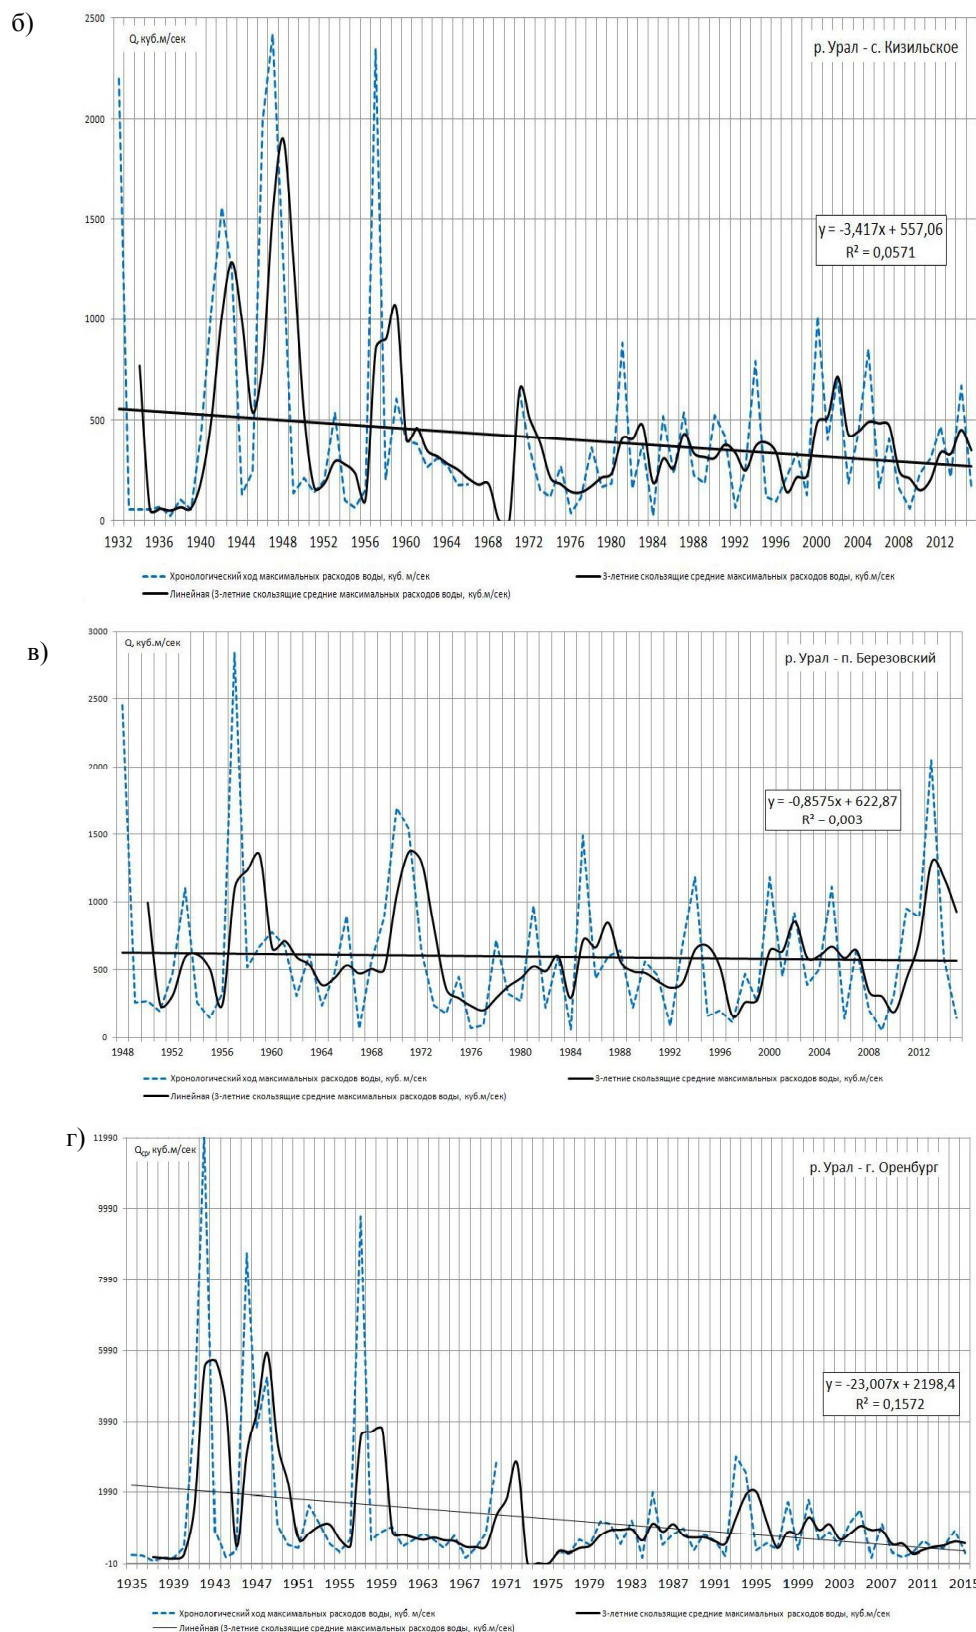 б)
Q, куб.м/сек
р. Урал - с. Кизильское
2500
2000
1500
1000
500
0
y = -3,417x + 557,06
R² = 0,0571
1932 1936 1940 1944 1948 1952 1956 1960 1964 1968 1972 1976 1980 1984 1988 1992 1996 2000 2004 2008 2012
Хронологический ход максимальных расходов воды, куб. м/сек
3-летние скользящие средние максимальных расходов воды, куб.м/сек
Линейная (3-летние скользящие средние максимальных расходов воды, куб.м/сек)
в)
Q, куб.м/сек
р. Урал - п. Березовский
3000
2500
2000
1500
1000
500
0
y = -0,8575x + 622,87
R² = 0,003
1948 1952 1956 1960 1964 1968 1972 1976 1980 1984 1988 1992 1996 2000 2004 2008 2012
Хронологический ход максимальных расходов воды, куб. м/сек
3-летние скользящие средние максимальных расходов воды, куб.м/сек
Линейная (3-летние скользящие средние максимальных расходов воды, куб.м/сек)
г)
Qср, куб.м/сек
р. Урал - г. Оренбург
11990
9990
7990
5990
3990
1990
-10
y = -23,007x + 2198,4
R² = 0,1572
1935 1939 1943 1947 1951 1955 1959 1963 1967 1971 1975 1979 1983 1987 1991 1995 1999 2003 2007 2011 2015
Хронологический ход максимальных расходов воды, куб. м/сек
3-летние скользящие средние максимальных расходов воды, куб.м/сек
Линейная (3-летние скользящие средние максимальных расходов воды, куб.м/сек)